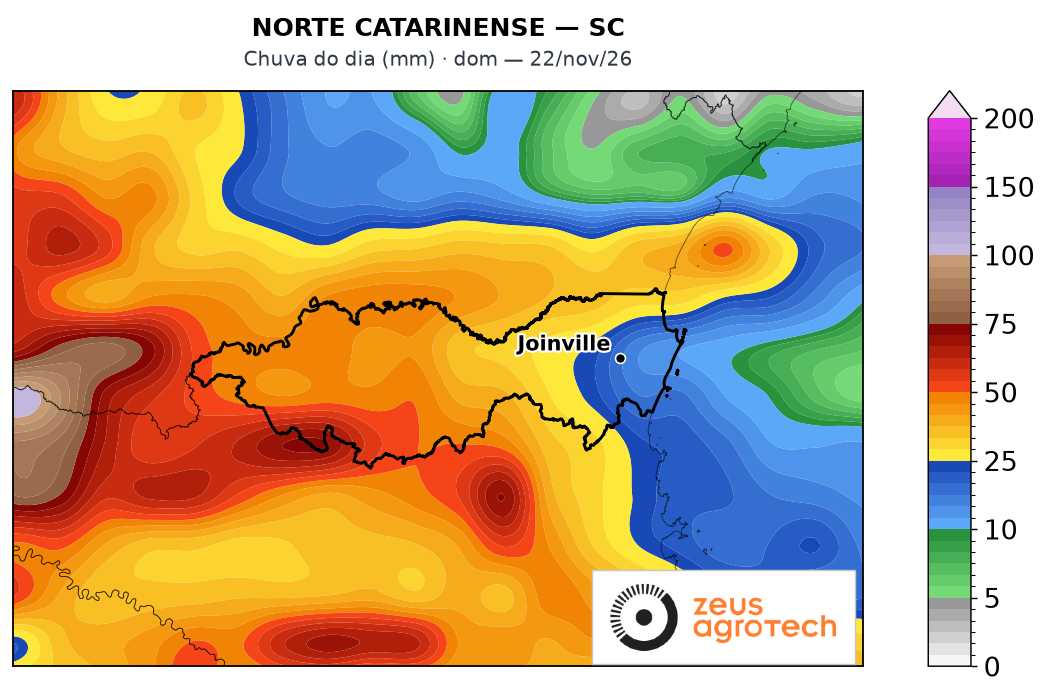 NORTE CATARINENSE — SC
Chuva do dia (mm) · dom — 22/nov/26
200
150
100
75
50
25
10
5
0
Joinville
zeus
agroTech